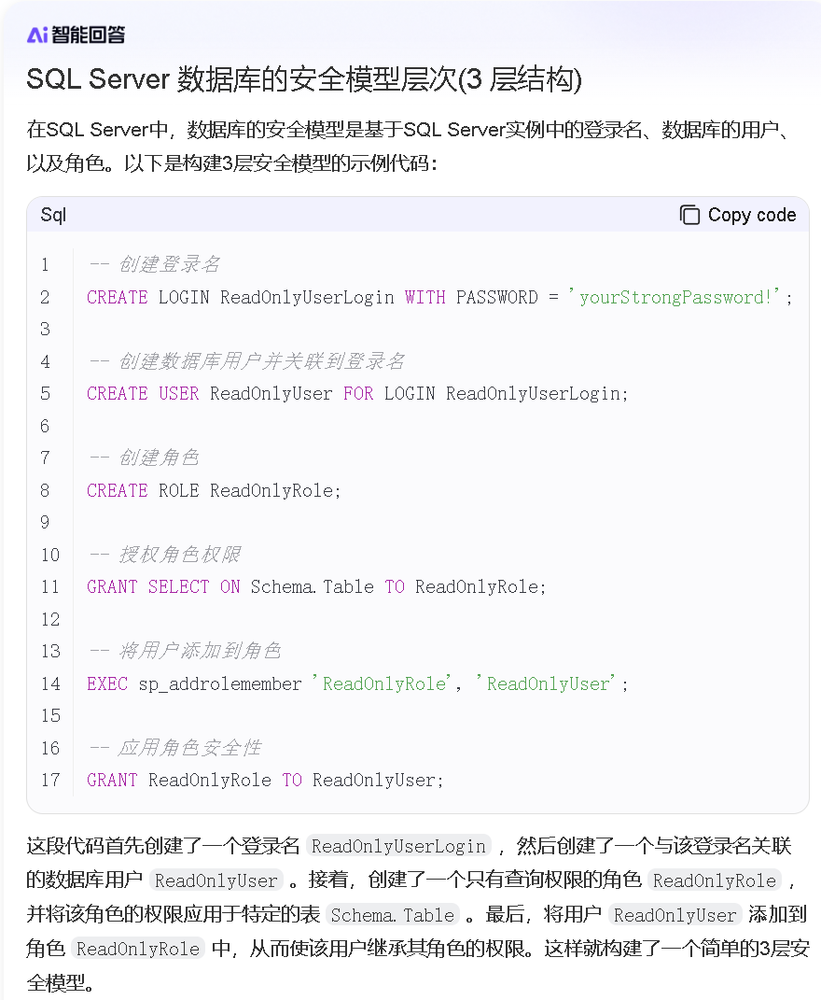 Ai智能回答
SQL Server 数据库的安全模型层次(3 层结构)
在SQL Server中，数据库的安全模型是基于SQL Server实例中的登录名、数据库的用户、
以及角色。以下是构建3层安全模型的示例代码：
Sql
Copy code
1 -- 创建登录名
2 CREATE LOGIN ReadOnlyUserLogin WITH PASSWORD = 'yourStrongPassword!';
3
4 -- 创建数据库用户并关联到登录名
5 CREATE USER ReadOnlyUser FOR LOGIN ReadOnlyUserLogin;
6
7 -- 创建角色
8 CREATE ROLE ReadOnlyRole;
9
10 -- 授权角色权限
11 GRANT SELECT ON Schema.Table TO ReadOnlyRole;
12
13 -- 将用户添加到角色
14 EXEC sp_addrolemember 'ReadOnlyRole', 'ReadOnlyUser';
15
16 -- 应用角色安全性
17 GRANT ReadOnlyRole TO ReadOnlyUser;
这段代码首先创建了一个登录名 ReadOnlyUserLogin ，然后创建了一个与该登录名关联
的数据库用户 ReadOnlyUser 。接着，创建了一个只有查询权限的角色 ReadOnlyRole ，
并将该角色的权限应用于特定的表 Schema.Table 。最后，将用户 ReadOnlyUser 添加到
角色 ReadOnlyRole 中，从而使该用户继承其角色的权限。这样就构建了一个简单的3层安
全模型。